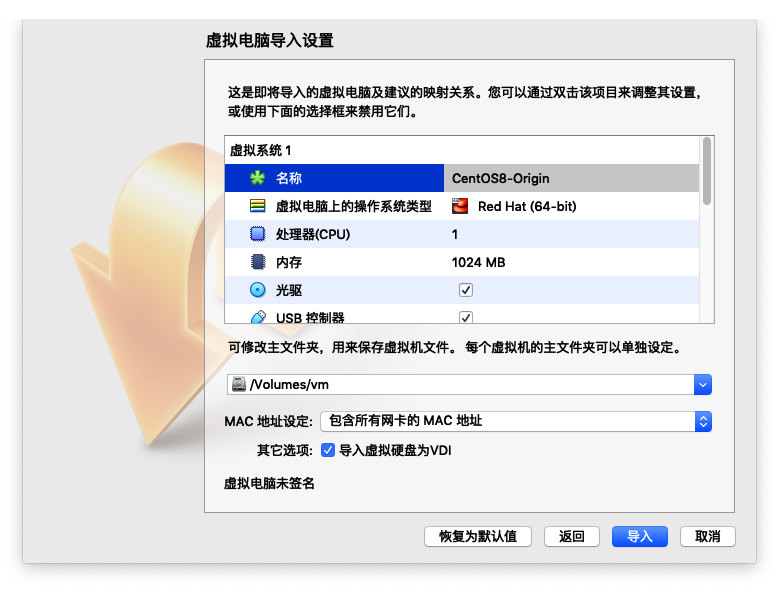 虚拟电脑导入设置
这是即将导入的虚拟电脑及建议的映射关系。您可以通过双击该项目来调整其设置，
或使用下面的选择框来禁用它们。
虚拟系统 1
名称 CentOS8-Origin
虚拟电脑上的操作系统类型 Red Hat (64-bit)
处理器(CPU) 1
内存 1024 MB
光驱
USB 控制器
可修改主文件夹，用来保存虚拟机文件。 每个虚拟机的主文件夹可以单独设定。
/Volumes/vm
MAC 地址设定: 包含所有网卡的 MAC 地址
其它选项: 导入虚拟硬盘为VDI
虚拟电脑未签名
恢复为默认值 返回 导入 取消